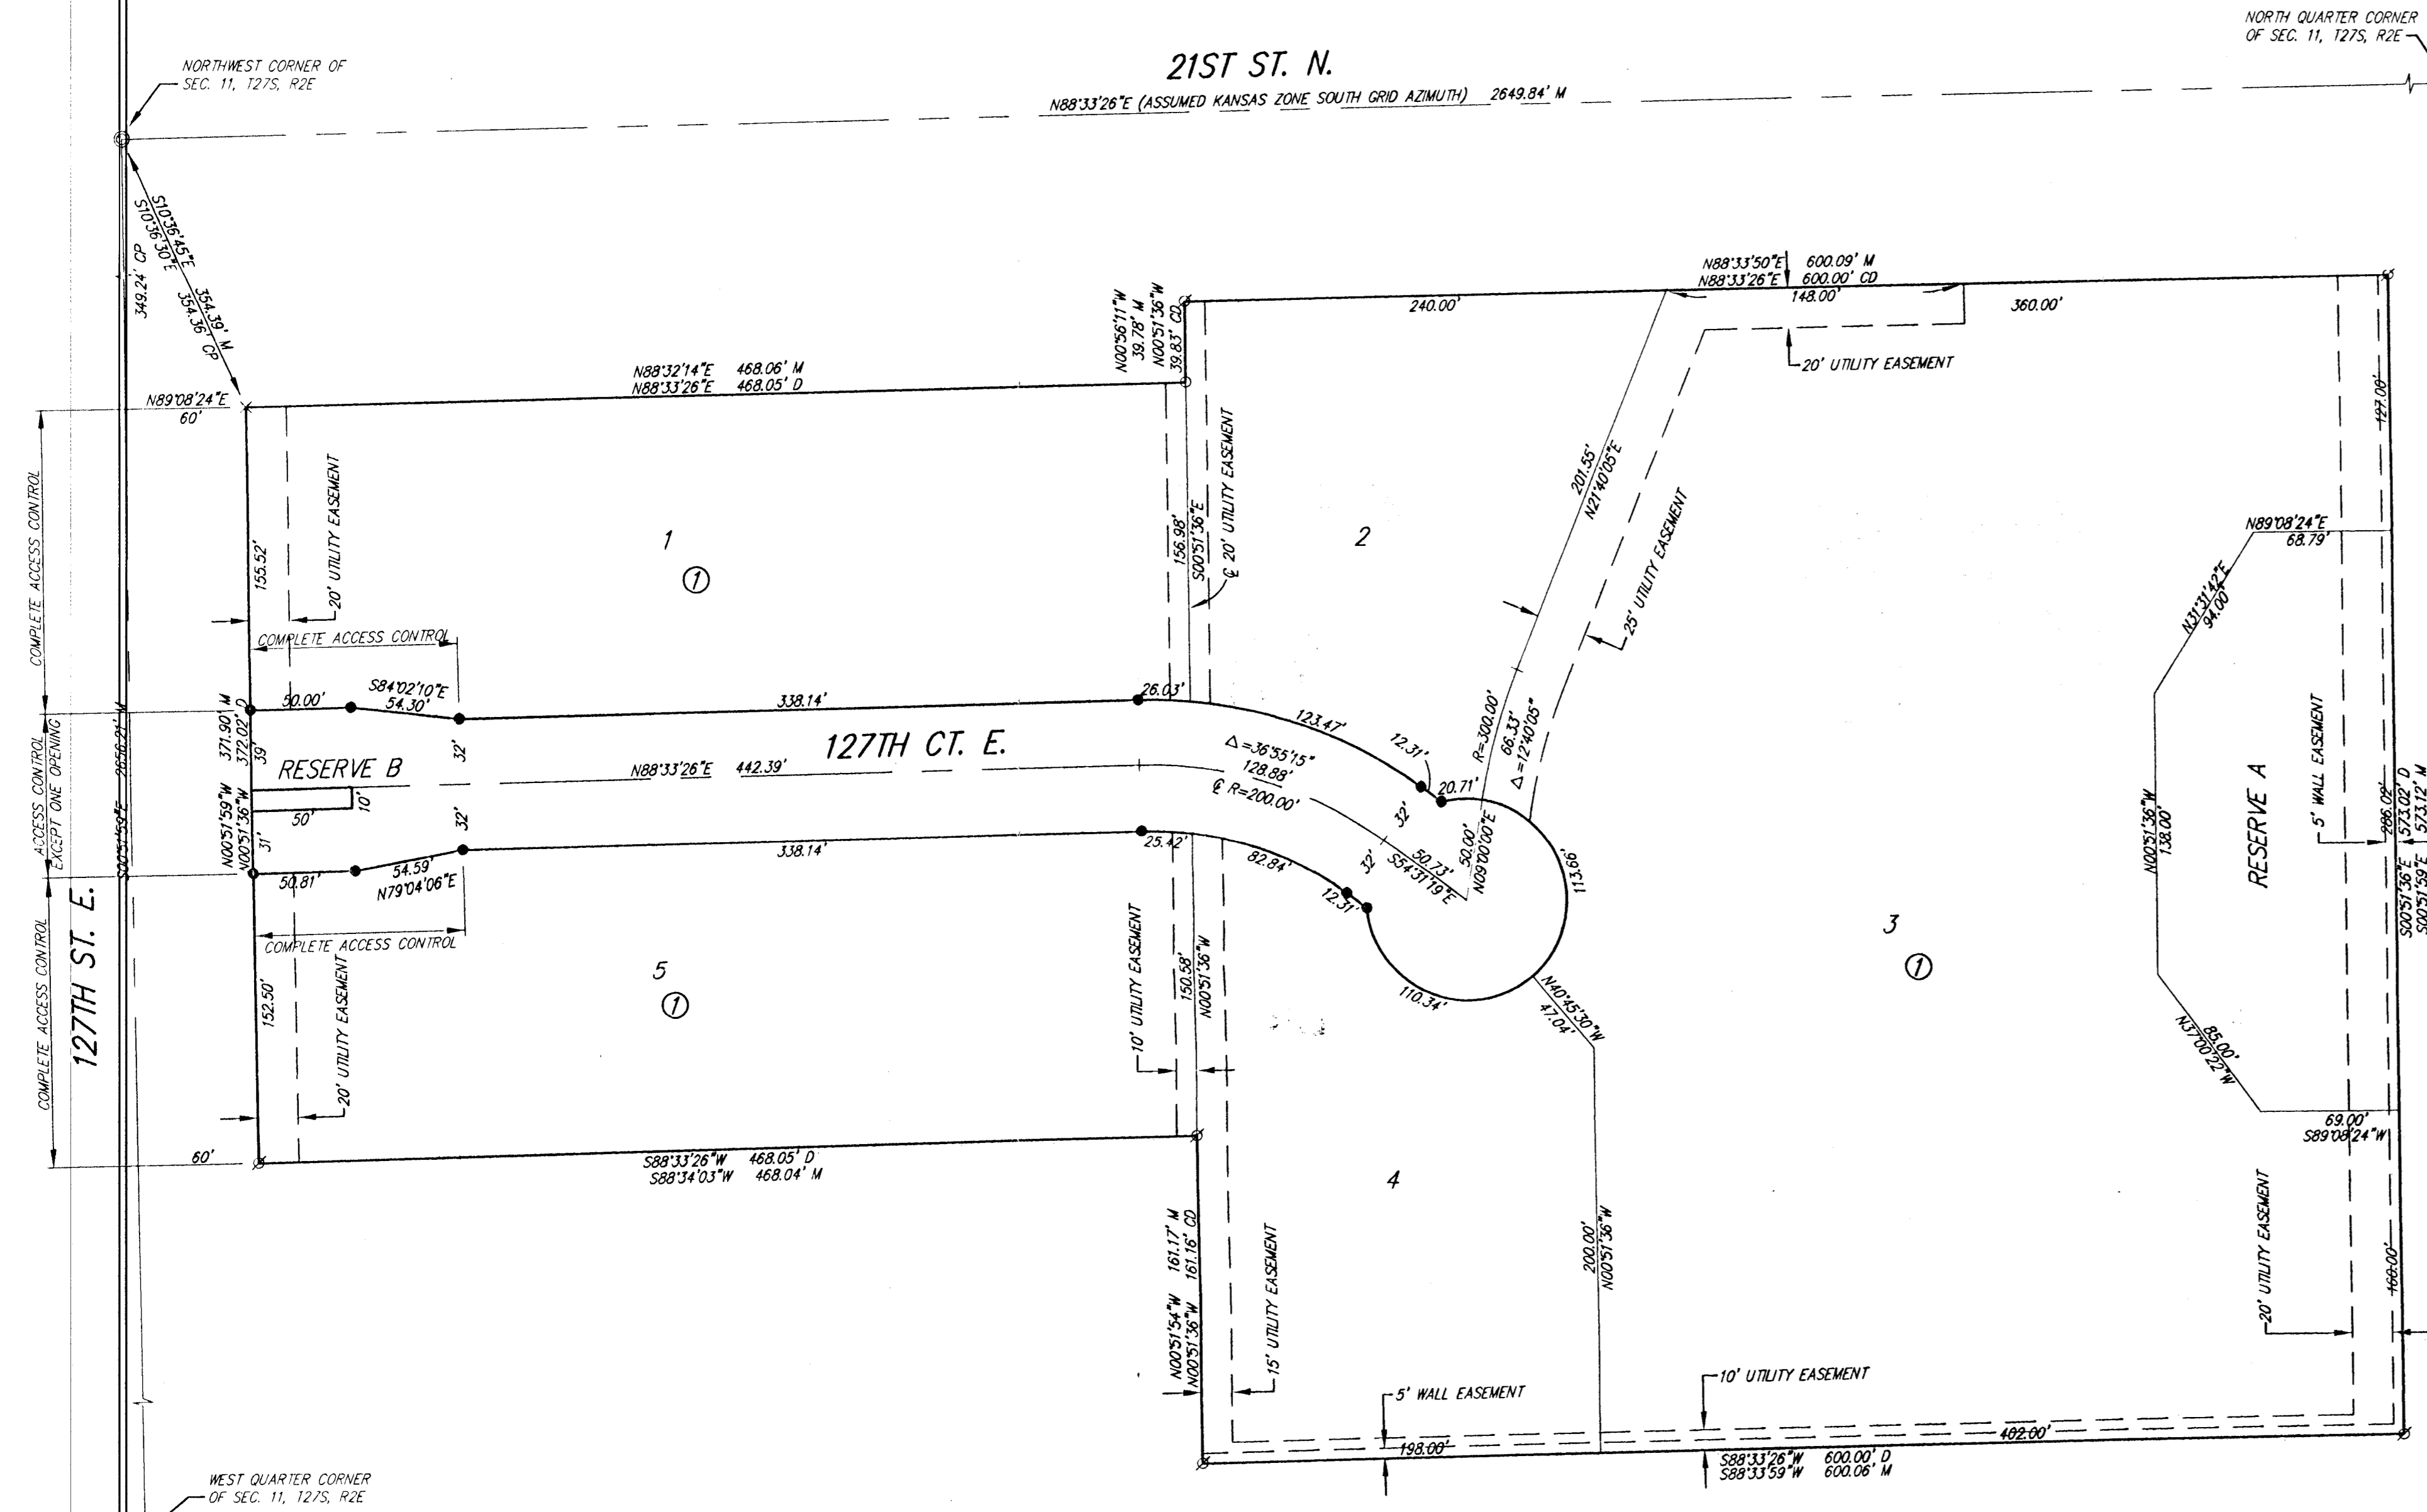 NORTH QUARTER CORNER
OF SEC. 11, T27S, R2E
NORTHWEST CORNER OF
SEC. 11, T27S, R2E
21ST ST. N.
N88°33'26"E (ASSUMED KANSAS ZONE SOUTH GRID AZIMUTH) 2649.84' M
S10°36'45"E 354.39' M
S10°36'30"E 354.36' CP
349.24' CP
N89°08'24"E
60'
N88°32'14"E 468.06' M
N88°33'26"E 468.05' D
N00°56'11"W
39.78' M
N00°51'36"W
39.83' CD
N88°33'50"E 600.09' M
N88°33'26"E 600.00' CD
240.00'
148.00'
360.00'
20' UTILITY EASEMENT
127.00'
COMPLETE ACCESS CONTROL
155.52'
20' UTILITY EASEMENT
1
1
156.98'
S00°51'36"E
℄ 20' UTILITY EASEMENT
2
201.55'
N21°40'05"E
25' UTILITY EASEMENT
N89°08'24"E
68.79'
N31°31'42"E
94.00'
COMPLETE ACCESS CONTROL
50.00'
S84°02'10"E
54.30'
338.14'
26.03'
123.47'
12.31'
20.71'
R=300.00'
66.33'
Δ=12°40'05"
ACCESS CONTROL
EXCEPT ONE OPENING
S00°51'59"E 2656.21' M
N00°51'59"W 371.90' M
N00°51'36"W 372.02' D
39'
31'
RESERVE B
32'
127TH CT. E.
N88°33'26"E 442.39'
50'
10'
32'
Δ=36°55'15"
128.88'
℄ R=200.00'
32'
32'
50.73'
S54°31'19"E
50.00'
N09°00'00"E
113.66'
5' WALL EASEMENT
RESERVE A
N00°51'36"W
138.00'
286.02'
S00°51'36"E 573.02' D
S00°51'59"E 573.12' M
50.81'
54.59'
N79°04'06"E
338.14'
25.42'
82.84'
12.31'
110.34'
3
1
COMPLETE ACCESS CONTROL
127TH ST. E.
COMPLETE ACCESS CONTROL
152.50'
20' UTILITY EASEMENT
5
1
10' UTILITY EASEMENT
150.58'
N00°51'36"W
N40°45'30"W
47.04'
85.00'
N37°00'22"W
69.00'
S89°08'24"W
60'
S88°33'26"W 468.05' D
S88°34'03"W 468.04' M
4
N00°51'54"W 161.17' M
N00°51'36"W 161.16' CD
15' UTILITY EASEMENT
200.00'
N00°51'36"W
20' UTILITY EASEMENT
160.00'
5' WALL EASEMENT
10' UTILITY EASEMENT
198.00'
402.00'
S88°33'26"W 600.00' D
S88°33'59"W 600.06' M
WEST QUARTER CORNER
OF SEC. 11, T27S, R2E